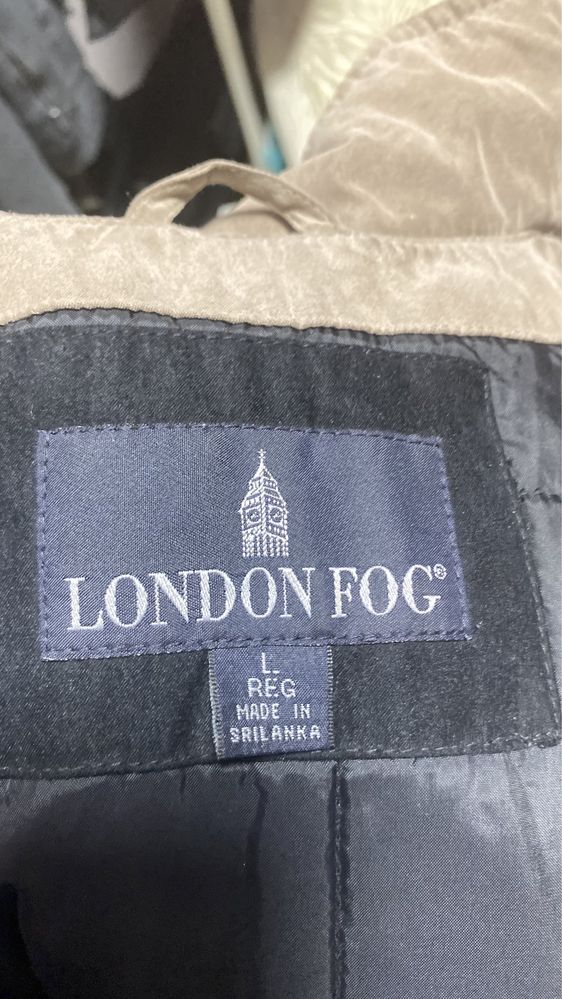 LONDON FOG®
L
REG
MADE IN
SRILANKA